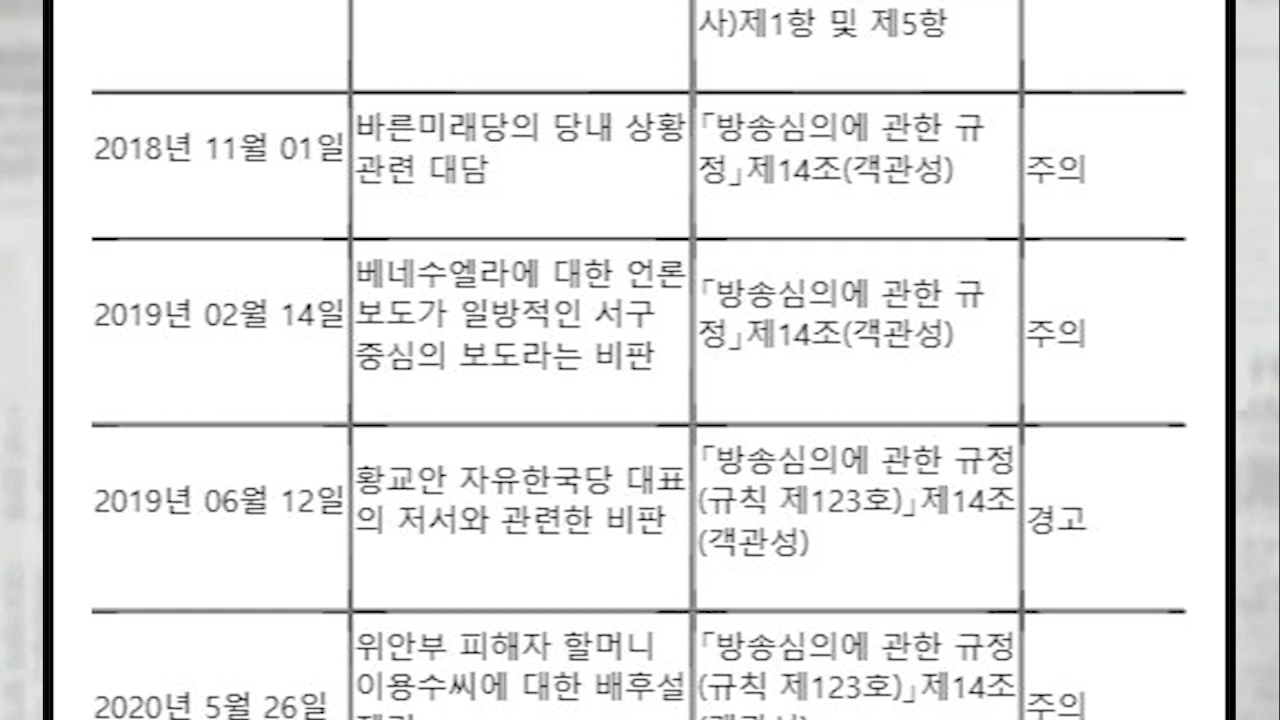 사)제1항 및 제5항
2018년 11월 01일
바른미래당의 당내 상황
관련 대담
「방송심의에 관한 규
정」제14조(객관성)
주의
2019년 02월 14일
베네수엘라에 대한 언론
보도가 일방적인 서구
중심의 보도라는 비판
「방송심의에 관한 규
정」제14조(객관성)
주의
2019년 06월 12일
황교안 자유한국당 대표
의 저서와 관련한 비판
「방송심의에 관한 규정
(규칙 제123호)」제14조
(객관성)
경고
2020년 5월 26일
위안부 피해자 할머니
이용수씨에 대한 배후설
「방송심의에 관한 규정
(규칙 제123호)」제14조
주의